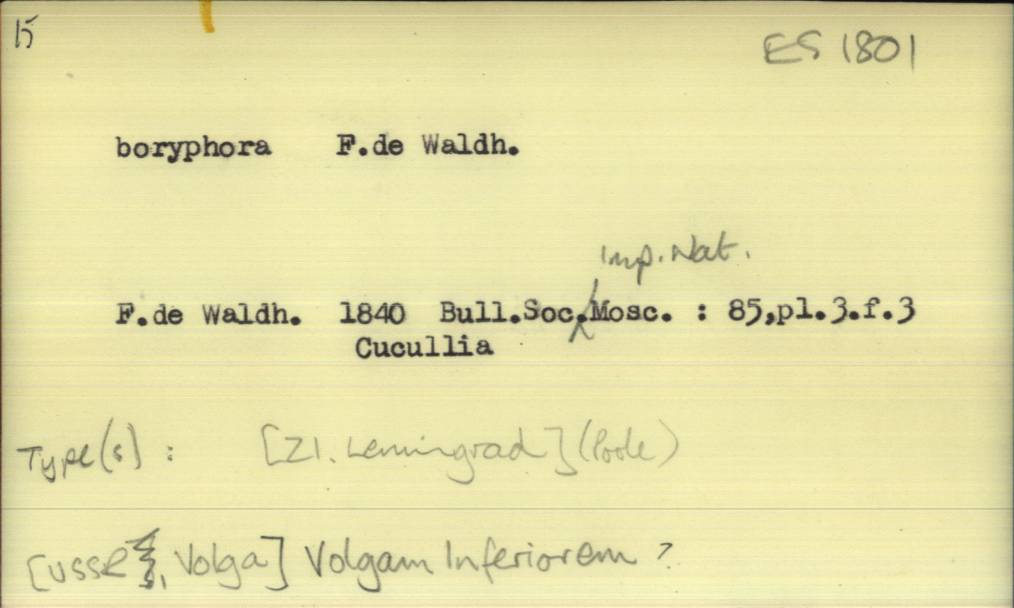 15
ES 1801
boryphora F.de Waldh.
Imp. Nat.
F.de Waldh. 1840 Bull.Soc.Mosc. : 85,pl.3.f.3
Cucullia
Type(s) : [ZI. Leningrad] (Poole)
[USSR, Volga] Volgam Inferiorem ?